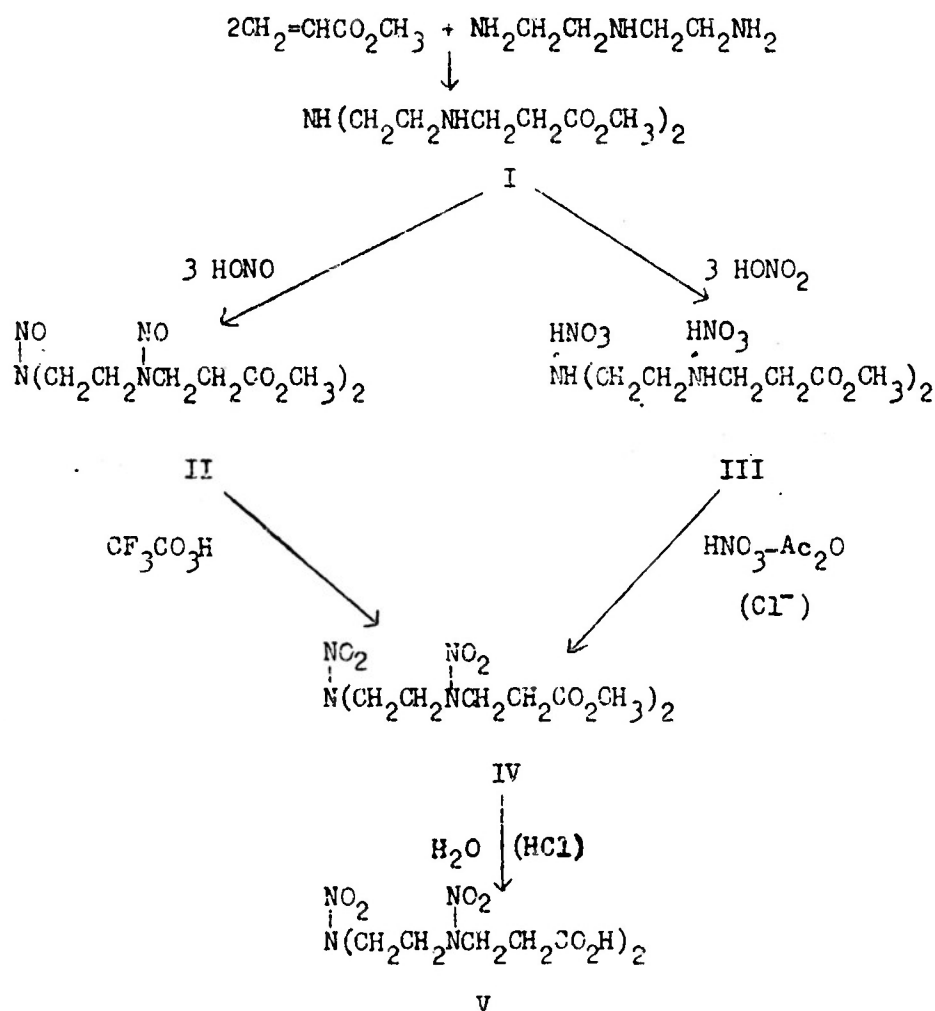 2CH₂=CHCO₂CH₃ + NH₂CH₂CH₂NHCH₂CH₂NH₂
NH(CH₂CH₂NHCH₂CH₂CO₂CH₃)₂
I
3 HONO
3 HONO₂
NO NO
N(CH₂CH₂NCH₂CH₂CO₂CH₃)₂
HNO₃ HNO₃
NH(CH₂CH₂NHCH₂CH₂CO₂CH₃)₂
II
III
CF₃CO₃H
HNO₃-Ac₂O
(Cl⁻)
NO₂ NO₂
N(CH₂CH₂NCH₂CH₂CO₂CH₃)₂
IV
H₂O (HCl)
NO₂ NO₂
N(CH₂CH₂NCH₂CH₂CO₂H)₂
V